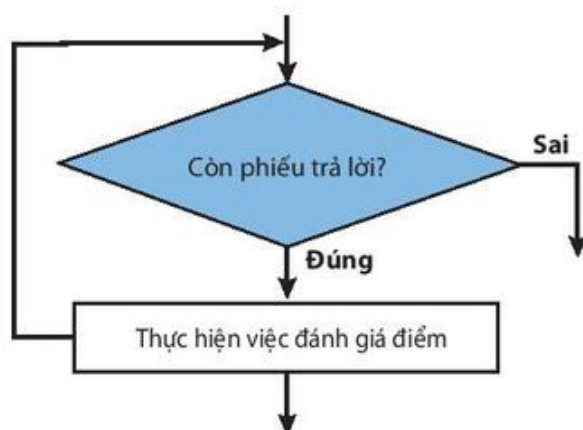 Còn phiếu trả lời?
Sai
Đúng
Thực hiện việc đánh giá điểm